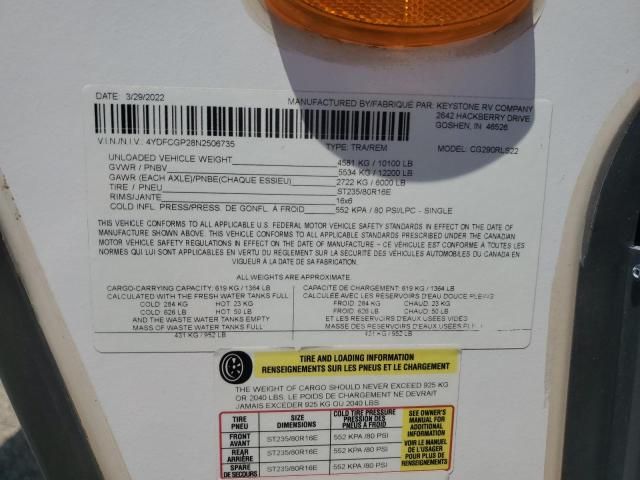 DATE: 3/29/2022
MANUFACTURED BY/FABRIQUÉ PAR: KEYSTONE RV COMPANY
2642 HACKBERRY DRIVE
GOSHEN, IN 46526
V.I.N./N.I.V.: 4YDFCGP28N2506735
TYPE: TRA/REM
MODEL: CG290RLS22
UNLOADED VEHICLE WEIGHT 4581 KG / 10100 LB
GVWR / PNBV 5534 KG / 12200 LB
GAWR (EACH AXLE)/PNBE(CHAQUE ESSIEU) 2722 KG / 6000 LB
TIRE / PNEU ST235/80R16E
RIMS/JANTE 16x6
COLD INFL. PRESS/PRESS. DE GONFL. À FROID 552 KPA / 80 PSI/LPC - SINGLE
THIS VEHICLE CONFORMS TO ALL APPLICABLE U.S. FEDERAL MOTOR VEHICLE SAFETY STANDARDS IN EFFECT ON THE DATE OF
MANUFACTURE SHOWN ABOVE. THIS VEHICLE CONFORMS TO ALL APPLICABLE STANDARDS PRESCRIBED UNDER THE CANADIAN
MOTOR VEHICLE SAFETY REGULATIONS IN EFFECT ON THE DATE OF MANUFACTURE - CE VÉHICULE EST CONFORME À TOUTES LES
NORMES QUI LUI SONT APPLICABLES EN VERTU DU RÈGLEMENT SUR LA SÉCURITÉ DES VÉHICULES AUTOMOBILES DU CANADA EN
VIGUEUR À LA DATE DE SA FABRICATION.
ALL WEIGHTS ARE APPROXIMATE.
CARGO-CARRYING CAPACITY: 619 KG / 1364 LB
CALCULATED WITH THE FRESH WATER TANKS FULL
COLD: 284 KG HOT: 23 KG
COLD: 626 LB HOT: 50 LB
AND THE WASTE WATER TANKS EMPTY
MASS OF WASTE WATER TANKS FULL
431 KG / 952 LB
CAPACITÉ DE CHARGEMENT: 619 KG / 1364 LB
CALCULÉE AVEC LES RÉSERVOIRS D'EAU DOUCE PLEINS
FROID: 284 KG CHAUD: 23 KG
FROID: 626 LB CHAUD: 50 LB
ET LES RÉSERVOIRS D'EAUX USÉES VIDES
MASSE DES RÉSERVOIRS D'EAUX USÉES PLEINS
431 KG / 952 LB
TIRE AND LOADING INFORMATION
RENSEIGNEMENTS SUR LES PNEUS ET LE CHARGEMENT
THE WEIGHT OF CARGO SHOULD NEVER EXCEED 925 KG
OR 2040 LBS. LE POIDS DE CHARGEMENT NE DEVRAIT
JAMAIS EXCEDER 925 KG OU 2040 LBS.
TIRE
PNEU
SIZE
DIMENSIONS
COLD TIRE PRESSURE
PRESSION DES
PNEUS A FROID
FRONT
AVANT
ST235/80R16E
552 KPA /80 PSI
REAR
ARRIÈRE
ST235/80R16E
552 KPA /80 PSI
SPARE
DE SECOURS
ST235/80R16E
552 KPA /80 PSI
SEE OWNER'S
MANUAL FOR
ADDITIONAL
INFORMATION
VOIR LE MANUEL
DE L'USAGER
POUR PLUS DE
RENSEIGNEMENTS